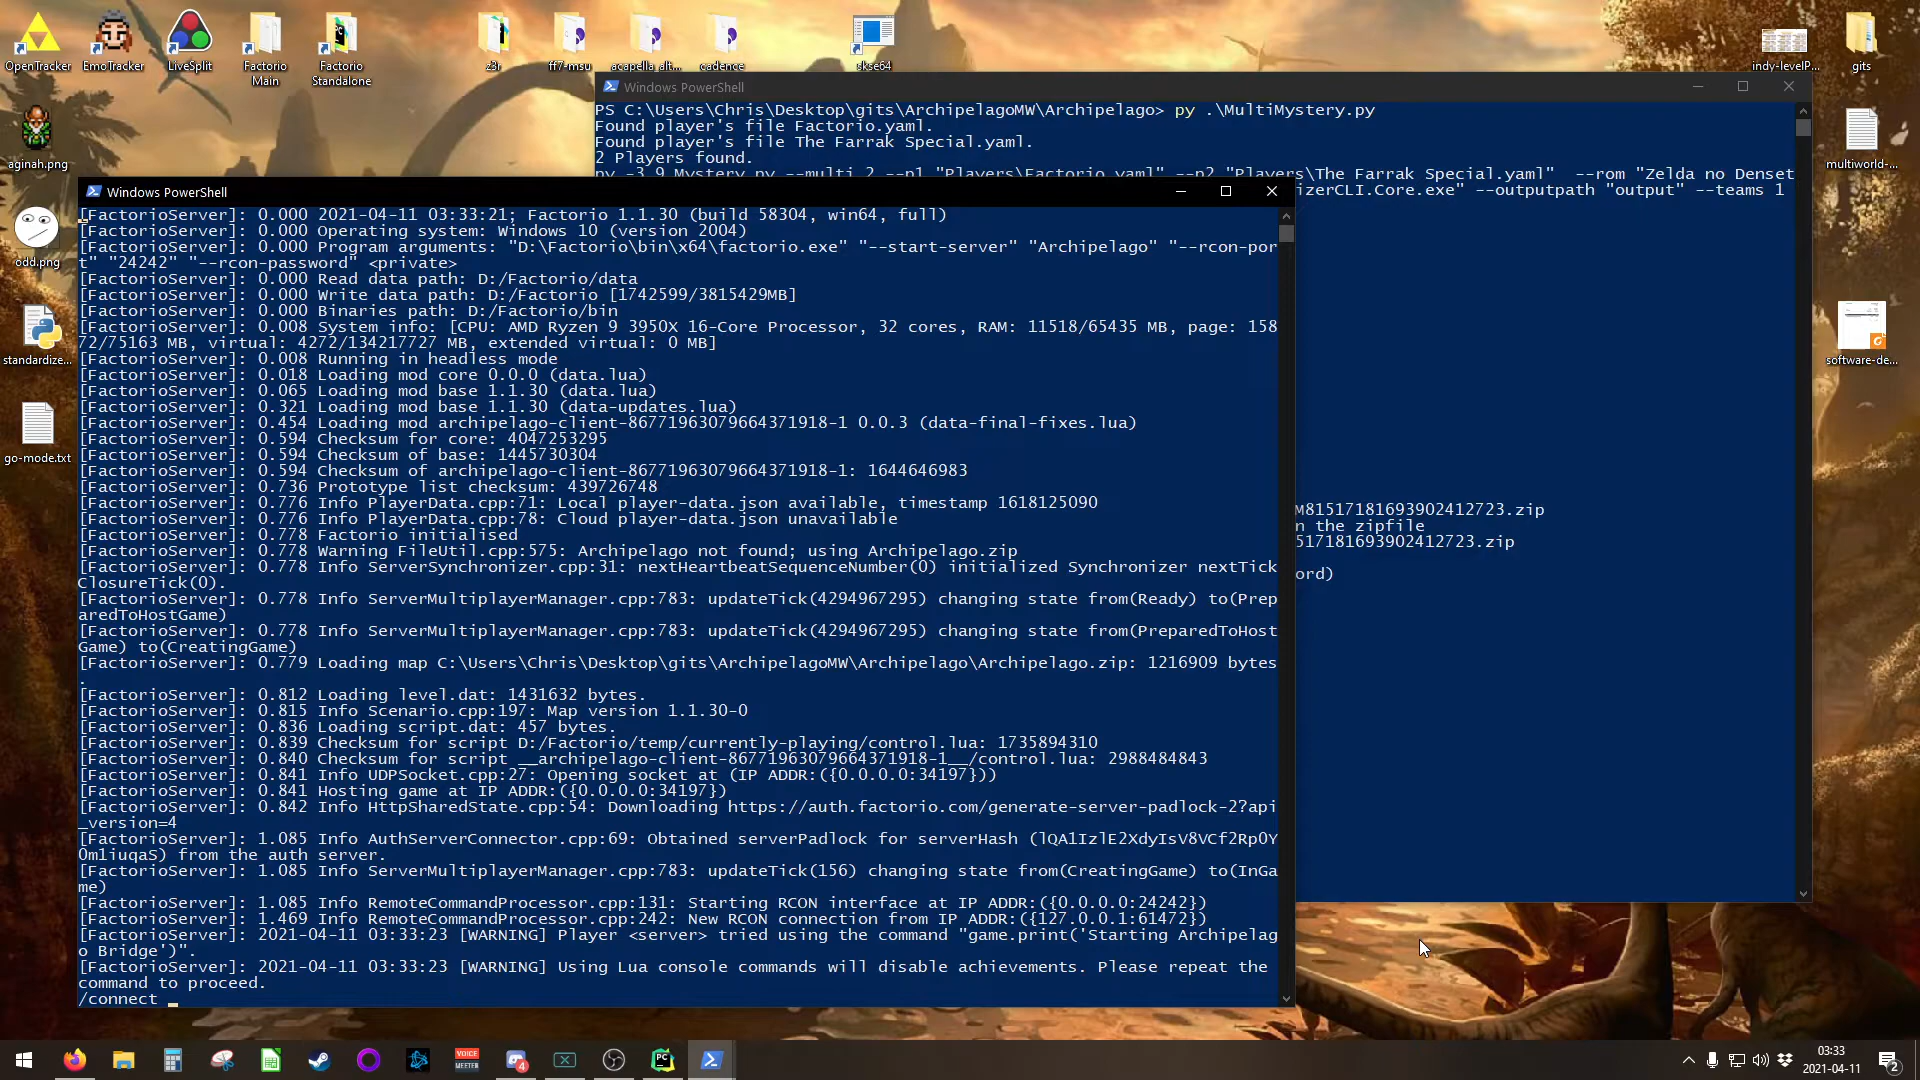 OpenTracker
EmoTracker
LiveSplit
Factorio
Main
Factorio
Standalone
z3r
ff7-msu
acapella_alt...
cadence
skse64
indy-levelP...
gits
aginah.png
multiworld-...
odd.png
standardize...
software-de...
go-mode.txt
Windows PowerShell
PS C:\Users\Chris\Desktop\gits\ArchipelagoMW\Archipelago> py .\MultiMystery.py
Found player's file Factorio.yaml.
Found player's file The Farrak Special.yaml.
2 Players found.
py -3.9 Mystery.py --multi 2 --p1 "Players\Factorio.yaml" --p2 "Players\The Farrak Special.yaml"  --rom "Zelda no Denset
izerCLI.Core.exe" --outputpath "output" --teams 1
M81517181693902412723.zip
n the zipfile
517181693902412723.zip
ord)
Windows PowerShell
[FactorioServer]: 0.000 2021-04-11 03:33:21; Factorio 1.1.30 (build 58304, win64, full)
[FactorioServer]: 0.000 Operating system: Windows 10 (version 2004)
[FactorioServer]: 0.000 Program arguments: "D:\Factorio\bin\x64\factorio.exe" "--start-server" "Archipelago" "--rcon-por
t" "24242" "--rcon-password" <private>
[FactorioServer]: 0.000 Read data path: D:/Factorio/data
[FactorioServer]: 0.000 Write data path: D:/Factorio [1742599/3815429MB]
[FactorioServer]: 0.000 Binaries path: D:/Factorio/bin
[FactorioServer]: 0.008 System info: [CPU: AMD Ryzen 9 3950X 16-Core Processor, 32 cores, RAM: 11518/65435 MB, page: 158
72/75163 MB, virtual: 4272/134217727 MB, extended virtual: 0 MB]
[FactorioServer]: 0.008 Running in headless mode
[FactorioServer]: 0.018 Loading mod core 0.0.0 (data.lua)
[FactorioServer]: 0.065 Loading mod base 1.1.30 (data.lua)
[FactorioServer]: 0.321 Loading mod base 1.1.30 (data-updates.lua)
[FactorioServer]: 0.454 Loading mod archipelago-client-86771963079664371918-1 0.0.3 (data-final-fixes.lua)
[FactorioServer]: 0.594 Checksum for core: 4047253295
[FactorioServer]: 0.594 Checksum of base: 1445730304
[FactorioServer]: 0.594 Checksum of archipelago-client-86771963079664371918-1: 1644646983
[FactorioServer]: 0.736 Prototype list checksum: 439726748
[FactorioServer]: 0.776 Info PlayerData.cpp:71: Local player-data.json available, timestamp 1618125090
[FactorioServer]: 0.776 Info PlayerData.cpp:78: Cloud player-data.json unavailable
[FactorioServer]: 0.778 Factorio initialised
[FactorioServer]: 0.778 Warning FileUtil.cpp:575: Archipelago not found; using Archipelago.zip
[FactorioServer]: 0.778 Info ServerSynchronizer.cpp:31: nextHeartbeatSequenceNumber(0) initialized Synchronizer nextTick
ClosureTick(0).
[FactorioServer]: 0.778 Info ServerMultiplayerManager.cpp:783: updateTick(4294967295) changing state from(Ready) to(Prep
aredToHostGame)
[FactorioServer]: 0.778 Info ServerMultiplayerManager.cpp:783: updateTick(4294967295) changing state from(PreparedToHost
Game) to(CreatingGame)
[FactorioServer]: 0.779 Loading map C:\Users\Chris\Desktop\gits\ArchipelagoMW\Archipelago\Archipelago.zip: 1216909 bytes
.
[FactorioServer]: 0.812 Loading level.dat: 1431632 bytes.
[FactorioServer]: 0.815 Info Scenario.cpp:197: Map version 1.1.30-0
[FactorioServer]: 0.836 Loading script.dat: 457 bytes.
[FactorioServer]: 0.839 Checksum for script D:/Factorio/temp/currently-playing/control.lua: 1735894310
[FactorioServer]: 0.840 Checksum for script __archipelago-client-86771963079664371918-1__/control.lua: 2988484843
[FactorioServer]: 0.841 Info UDPSocket.cpp:27: Opening socket at (IP ADDR:({0.0.0.0:34197}))
[FactorioServer]: 0.841 Hosting game at IP ADDR:({0.0.0.0:34197})
[FactorioServer]: 0.842 Info HttpSharedState.cpp:54: Downloading https://auth.factorio.com/generate-server-padlock-2?api
_version=4
[FactorioServer]: 1.085 Info AuthServerConnector.cpp:69: Obtained serverPadlock for serverHash (lQA1IzlE2XdyIsV8VCf2Rp0Y
0m1iuqaS) from the auth server.
[FactorioServer]: 1.085 Info ServerMultiplayerManager.cpp:783: updateTick(156) changing state from(CreatingGame) to(InGa
me)
[FactorioServer]: 1.085 Info RemoteCommandProcessor.cpp:131: Starting RCON interface at IP ADDR:({0.0.0.0:24242})
[FactorioServer]: 1.469 Info RemoteCommandProcessor.cpp:242: New RCON connection from IP ADDR:({127.0.0.1:61472})
[FactorioServer]: 2021-04-11 03:33:23 [WARNING] Player <server> tried using the command "game.print('Starting Archipelag
o Bridge')".
[FactorioServer]: 2021-04-11 03:33:23 [WARNING] Using Lua console commands will disable achievements. Please repeat the
command to proceed.
/connect _
VOICE
MEETER
4
03:33
2021-04-11
2